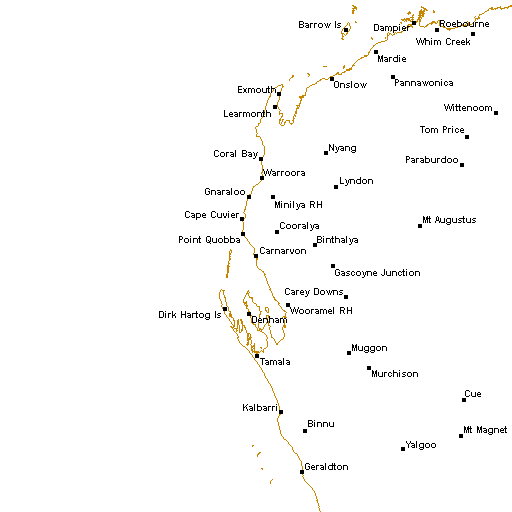 Barrow Is
Dampier
Roebourne
Whim Creek
Mardie
Onslow
Pannawonica
Exmouth
Learmonth
Wittenoom
Tom Price
Nyang
Coral Bay
Paraburdoo
Warroora
Lyndon
Gnaraloo
Minilya RH
Cape Cuvier
Mt Augustus
Cooralya
Point Quobba
Binthalya
Carnarvon
Gascoyne Junction
Carey Downs
Wooramel RH
Dirk Hartog Is
Denham
Muggon
Tamala
Murchison
Cue
Kalbarri
Binnu
Mt Magnet
Yalgoo
Geraldton